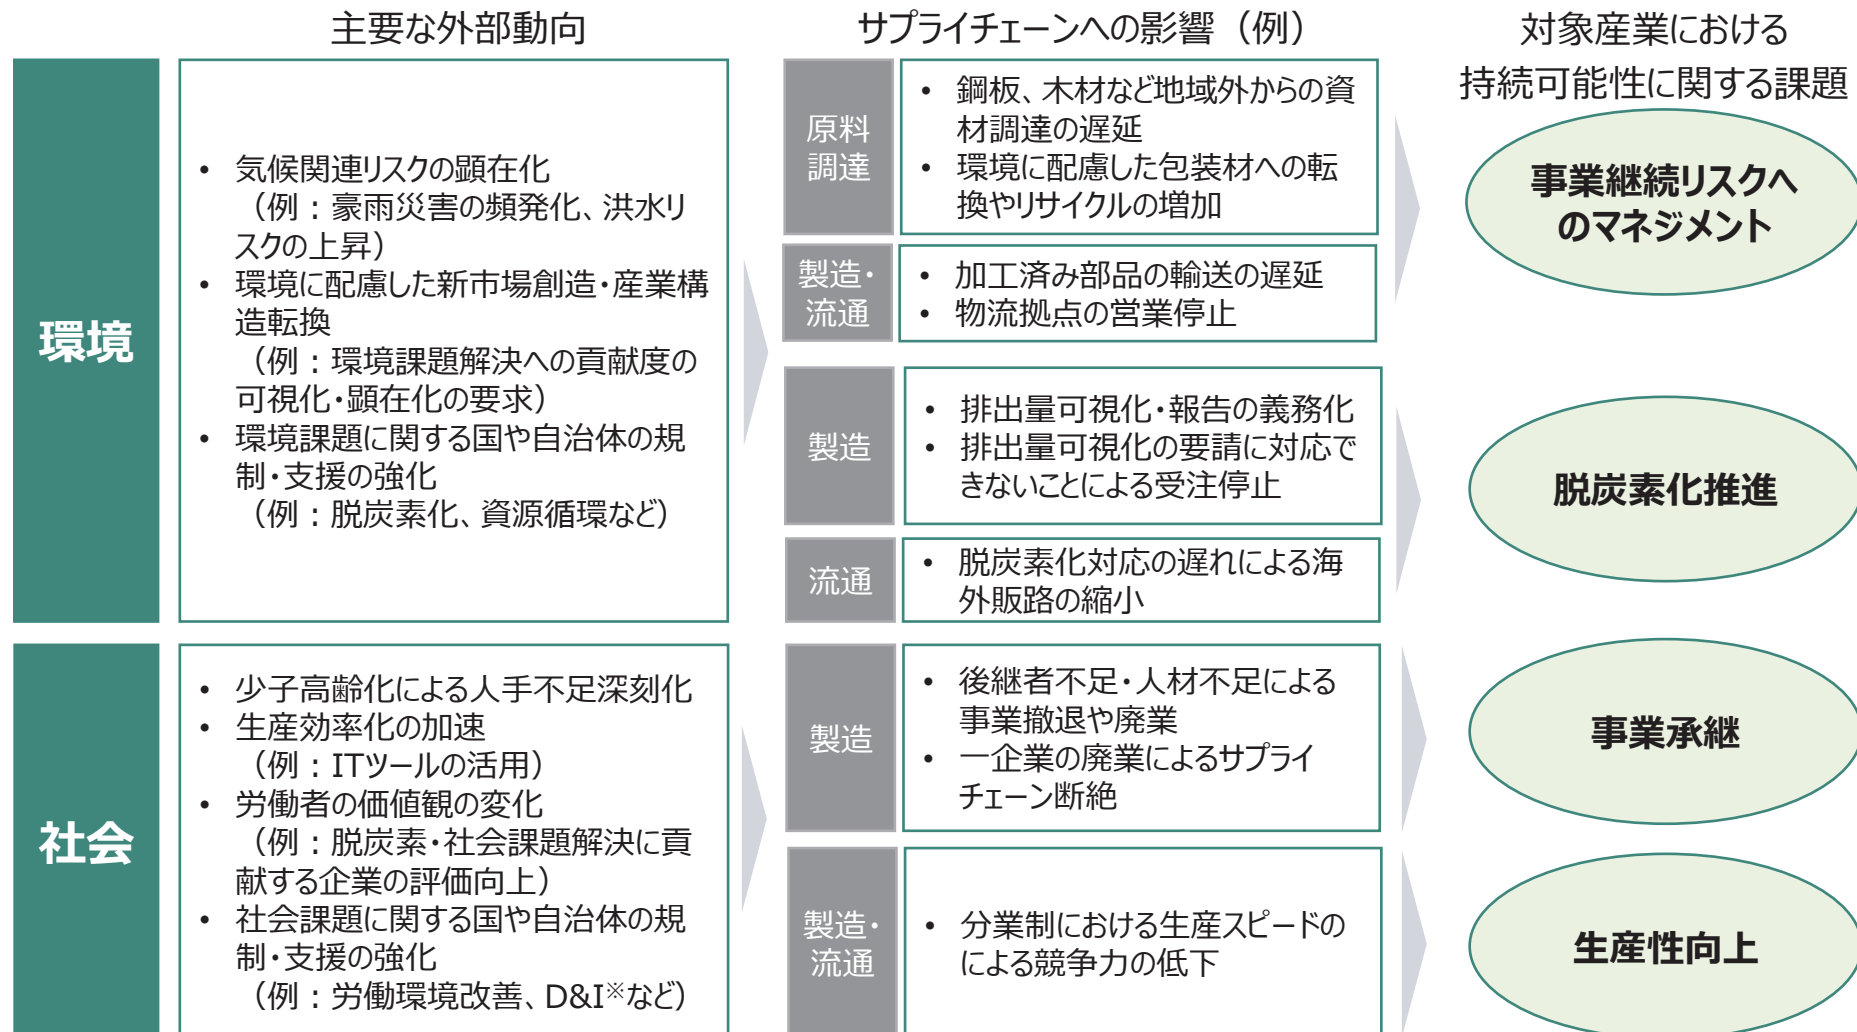 主要な外部動向
サプライチェーンへの影響（例）
対象産業における
持続可能性に関する課題
環境
• 気候関連リスクの顕在化
（例：豪雨災害の頻発化、洪水リ
スクの上昇）
• 環境に配慮した新市場創造・産業構
造転換
（例：環境課題解決への貢献度の
可視化・顕在化の要求）
• 環境課題に関する国や自治体の規
制・支援の強化
（例：脱炭素化、資源循環など）
原料
調達
• 鋼板、木材など地域外からの資
材調達の遅延
• 環境に配慮した包装材への転
換やリサイクルの増加
製造・
流通
• 加工済み部品の輸送の遅延
• 物流拠点の営業停止
事業継続リスクへ
のマネジメント
製造
• 排出量可視化・報告の義務化
• 排出量可視化の要請に対応で
きないことによる受注停止
流通
• 脱炭素化対応の遅れによる海
外販路の縮小
脱炭素化推進
社会
• 少子高齢化による人手不足深刻化
• 生産効率化の加速
（例：ITツールの活用）
• 労働者の価値観の変化
（例：脱炭素・社会課題解決に貢
献する企業の評価向上）
• 社会課題に関する国や自治体の規
制・支援の強化
（例：労働環境改善、D&I※など）
製造
• 後継者不足・人材不足による
事業撤退や廃業
• 一企業の廃業によるサプライ
チェーン断絶
事業承継
製造・
流通
• 分業制における生産スピードの
による競争力の低下
生産性向上